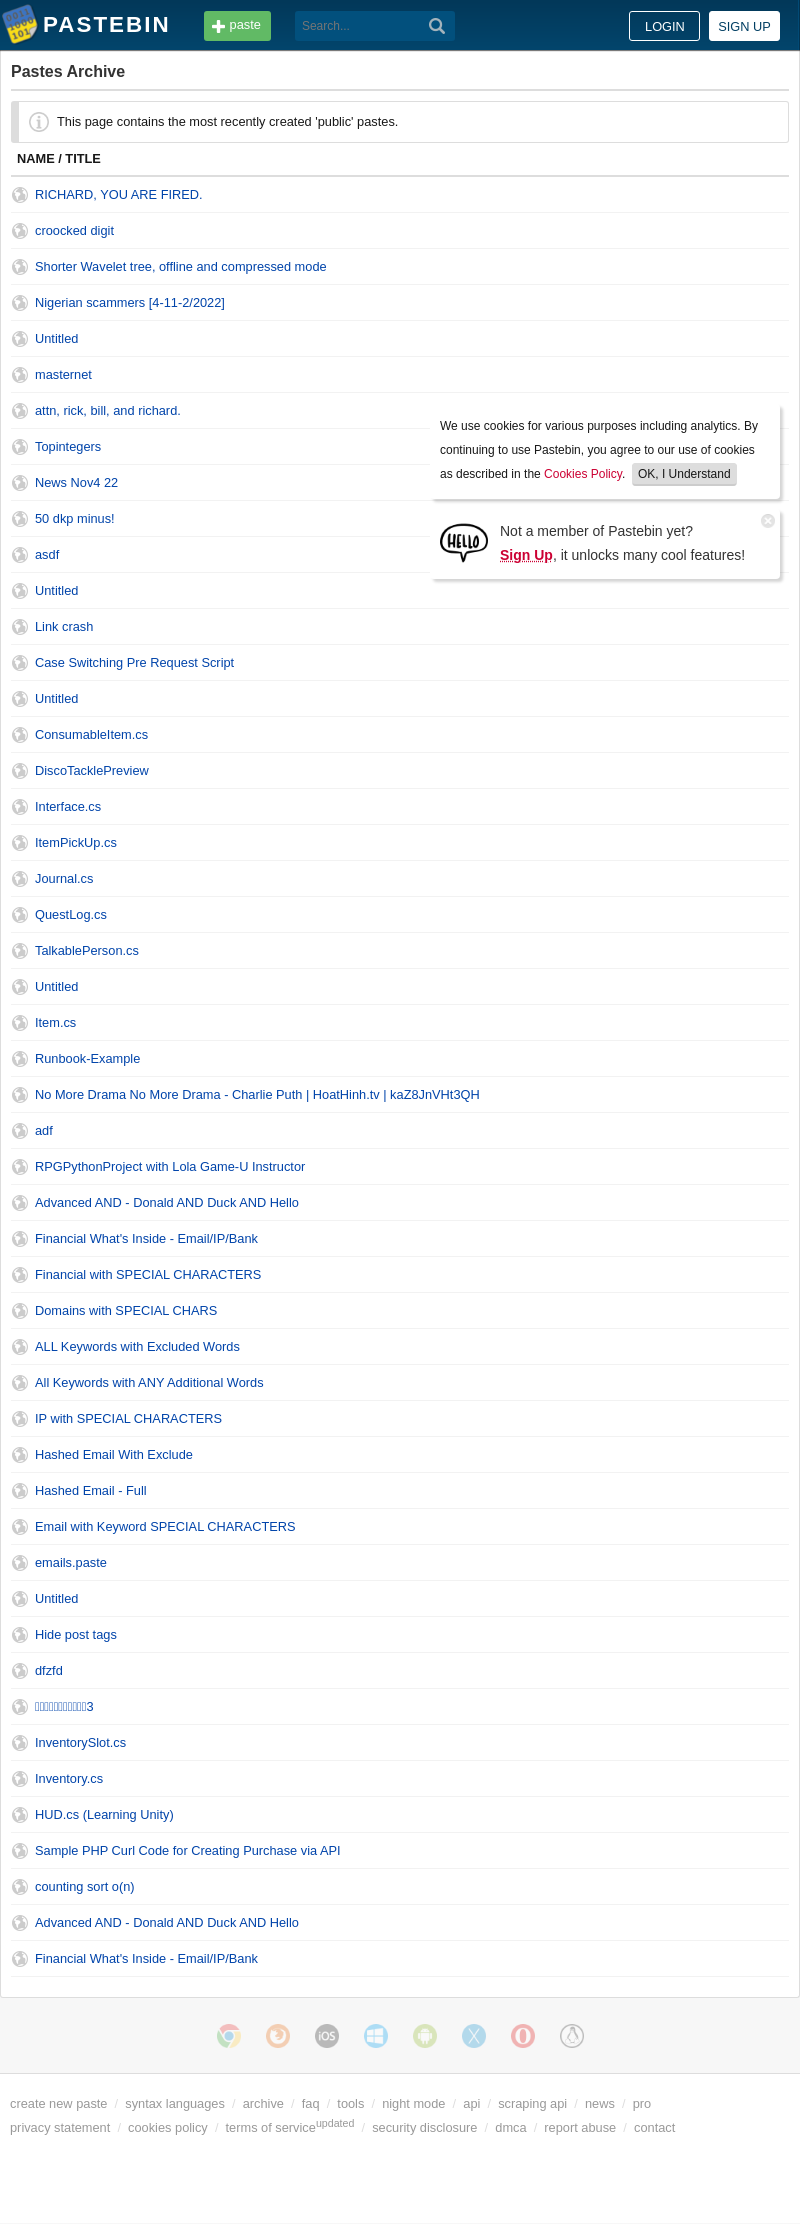 PASTEBIN
paste
Search...
LOGIN
SIGN UP
Pastes Archive
This page contains the most recently created 'public' pastes.
NAME / TITLE
RICHARD, YOU ARE FIRED.
croocked digit
Shorter Wavelet tree, offline and compressed mode
Nigerian scammers [4-11-2/2022]
Untitled
masternet
attn, rick, bill, and richard.
Topintegers
News Nov4 22
50 dkp minus!
asdf
We use cookies for various purposes including analytics. By
continuing to use Pastebin, you agree to our use of cookies
as described in the Cookies Policy. OK, I Understand
HELLO
Not a member of Pastebin yet?
Sign Up, it unlocks many cool features!
Untitled
Link crash
Case Switching Pre Request Script
Untitled
ConsumableItem.cs
DiscoTacklePreview
Interface.cs
ItemPickUp.cs
Journal.cs
QuestLog.cs
TalkablePerson.cs
Untitled
Item.cs
Runbook-Example
No More Drama No More Drama - Charlie Puth | HoatHinh.tv | kaZ8JnVHt3QH
adf
RPGPythonProject with Lola Game-U Instructor
Advanced AND - Donald AND Duck AND Hello
Financial What's Inside - Email/IP/Bank
Financial with SPECIAL CHARACTERS
Domains with SPECIAL CHARS
ALL Keywords with Excluded Words
All Keywords with ANY Additional Words
IP with SPECIAL CHARACTERS
Hashed Email With Exclude
Hashed Email - Full
Email with Keyword SPECIAL CHARACTERS
emails.paste
Untitled
Hide post tags
dfzfd
3
InventorySlot.cs
Inventory.cs
HUD.cs (Learning Unity)
Sample PHP Curl Code for Creating Purchase via API
counting sort o(n)
Advanced AND - Donald AND Duck AND Hello
Financial What's Inside - Email/IP/Bank
iOS
create new paste / syntax languages / archive / faq / tools / night mode / api / scraping api / news / pro
privacy statement / cookies policy / terms of service updated / security disclosure / dmca / report abuse / contact